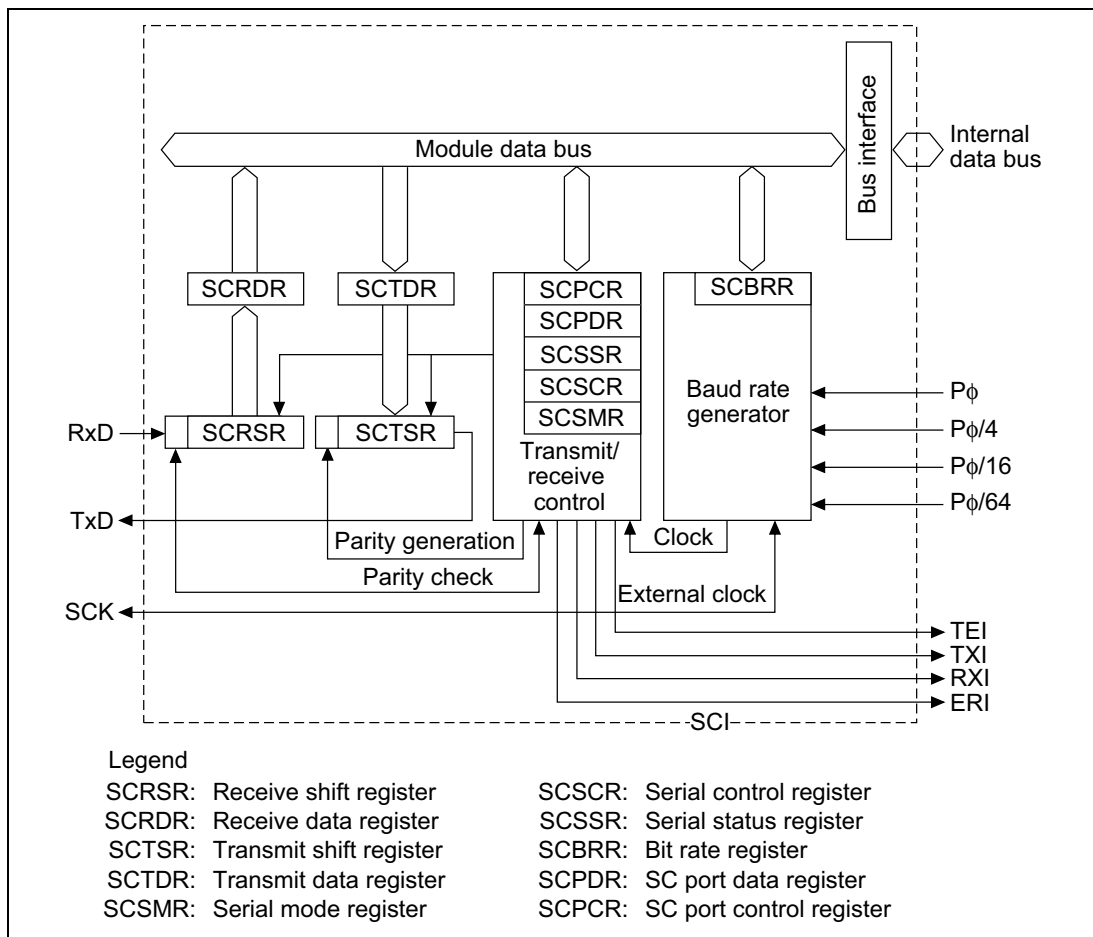 Module data bus
Bus interface
Internal
data bus
SCRDR
SCTDR
SCPCR
SCPDR
SCSSR
SCSCR
SCSMR
Transmit/
receive
control
SCBRR
Baud rate
generator
Pφ
Pφ/4
Pφ/16
Pφ/64
RxD
SCRSR
SCTSR
TxD
Parity generation
Clock
Parity check
SCK
External clock
TEI
TXI
RXI
ERI
SCI
Legend
SCRSR: Receive shift register
SCRDR: Receive data register
SCTSR: Transmit shift register
SCTDR: Transmit data register
SCSMR: Serial mode register
SCSCR: Serial control register
SCSSR: Serial status register
SCBRR: Bit rate register
SCPDR: SC port data register
SCPCR: SC port control register